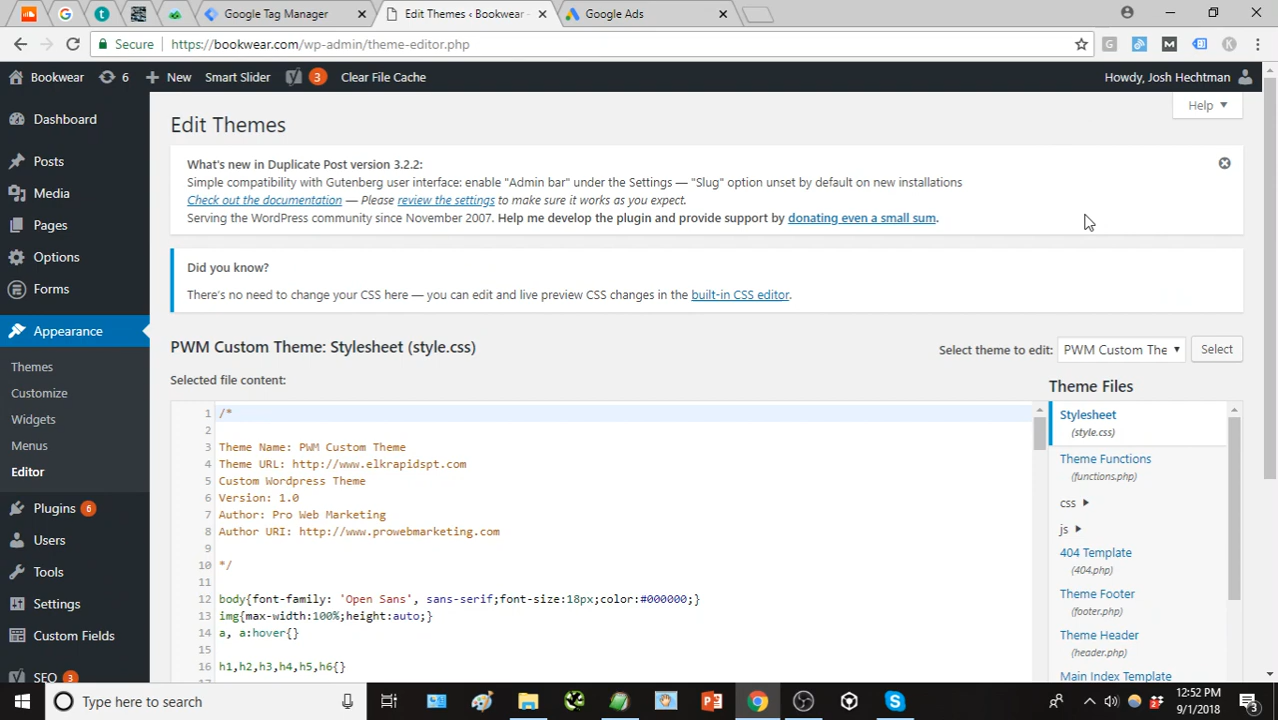 Google Tag Manager
Edit Themes ‹ Bookwear -
Google Ads
Secure
https://bookwear.com/wp-admin/theme-editor.php
Bookwear
6
New
Smart Slider
3
Clear File Cache
Howdy, Josh Hechtman
Dashboard
Posts
Media
Pages
Options
Forms
Appearance
Themes
Customize
Widgets
Menus
Editor
Plugins 6
Users
Tools
Settings
Custom Fields
SEO 3
Help
Edit Themes
What's new in Duplicate Post version 3.2.2:
Simple compatibility with Gutenberg user interface: enable "Admin bar" under the Settings — "Slug" option unset by default on new installations
Check out the documentation — Please review the settings to make sure it works as you expect.
Serving the WordPress community since November 2007. Help me develop the plugin and provide support by donating even a small sum.
Did you know?
There's no need to change your CSS here — you can edit and live preview CSS changes in the built-in CSS editor.
PWM Custom Theme: Stylesheet (style.css)
Select theme to edit:
PWM Custom The
Select
Selected file content:
1 /*
2
3 Theme Name: PWM Custom Theme
4 Theme URL: http://www.elkrapidspt.com
5 Custom Wordpress Theme
6 Version: 1.0
7 Author: Pro Web Marketing
8 Author URI: http://www.prowebmarketing.com
9
10 */
11
12 body{font-family: 'Open Sans', sans-serif;font-size:18px;color:#000000;}
13 img{max-width:100%;height:auto;}
14 a, a:hover{}
15
16 h1,h2,h3,h4,h5,h6{}
Theme Files
Stylesheet
(style.css)
Theme Functions
(functions.php)
css
js
404 Template
(404.php)
Theme Footer
(footer.php)
Theme Header
(header.php)
Main Index Template
Type here to search
12:52 PM
9/1/2018
3